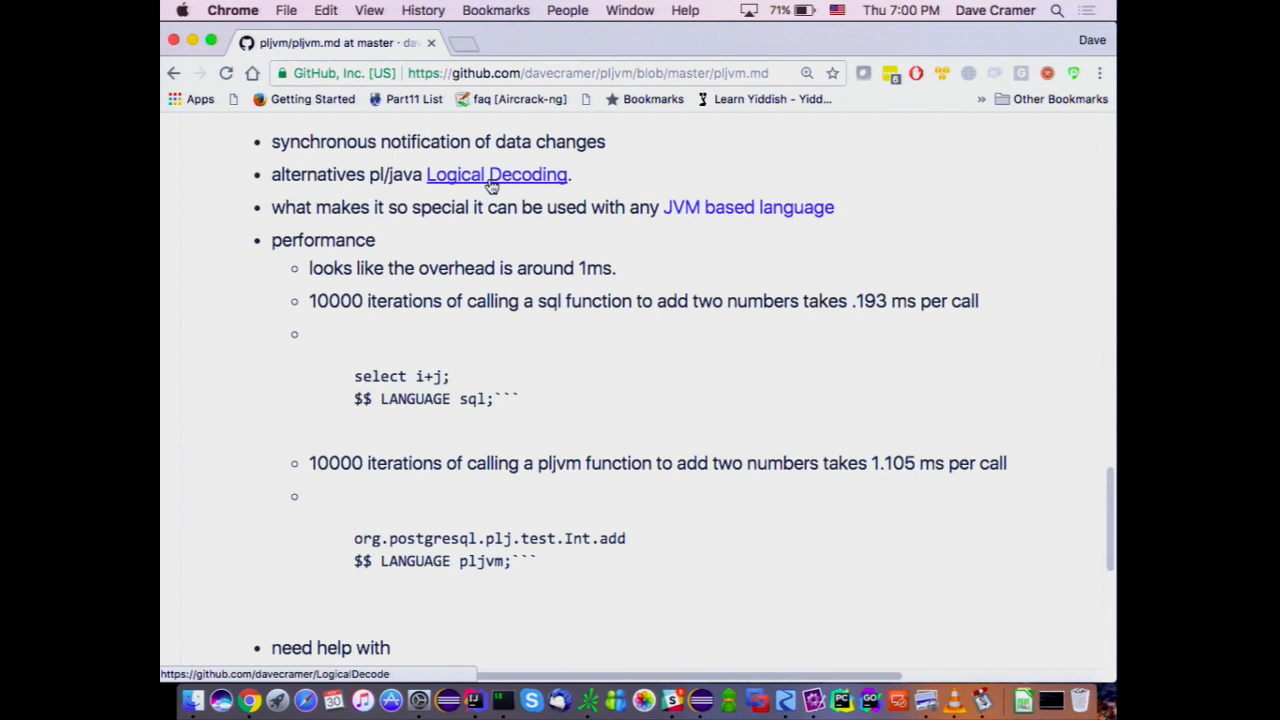 Chrome File Edit View History Bookmarks People Window Help 71% Thu 7:00 PM Dave Cramer
pljvm/pljvm.md at master · da Dave
GitHub, Inc. [US] https://github.com/davecramer/pljvm/blob/master/pljvm.md
Apps Getting Started Part11 List faq [Aircrack-ng] Bookmarks Learn Yiddish - Yidd... » Other Bookmarks
• synchronous notification of data changes
• alternatives pl/java Logical Decoding.
• what makes it so special it can be used with any JVM based language
• performance
◦ looks like the overhead is around 1ms.
◦ 10000 iterations of calling a sql function to add two numbers takes .193 ms per call
select i+j;
$$ LANGUAGE sql;```
◦ 10000 iterations of calling a pljvm function to add two numbers takes 1.105 ms per call
org.postgresql.plj.test.Int.add
$$ LANGUAGE pljvm;```
• need help with
https://github.com/davecramer/LogicalDecode